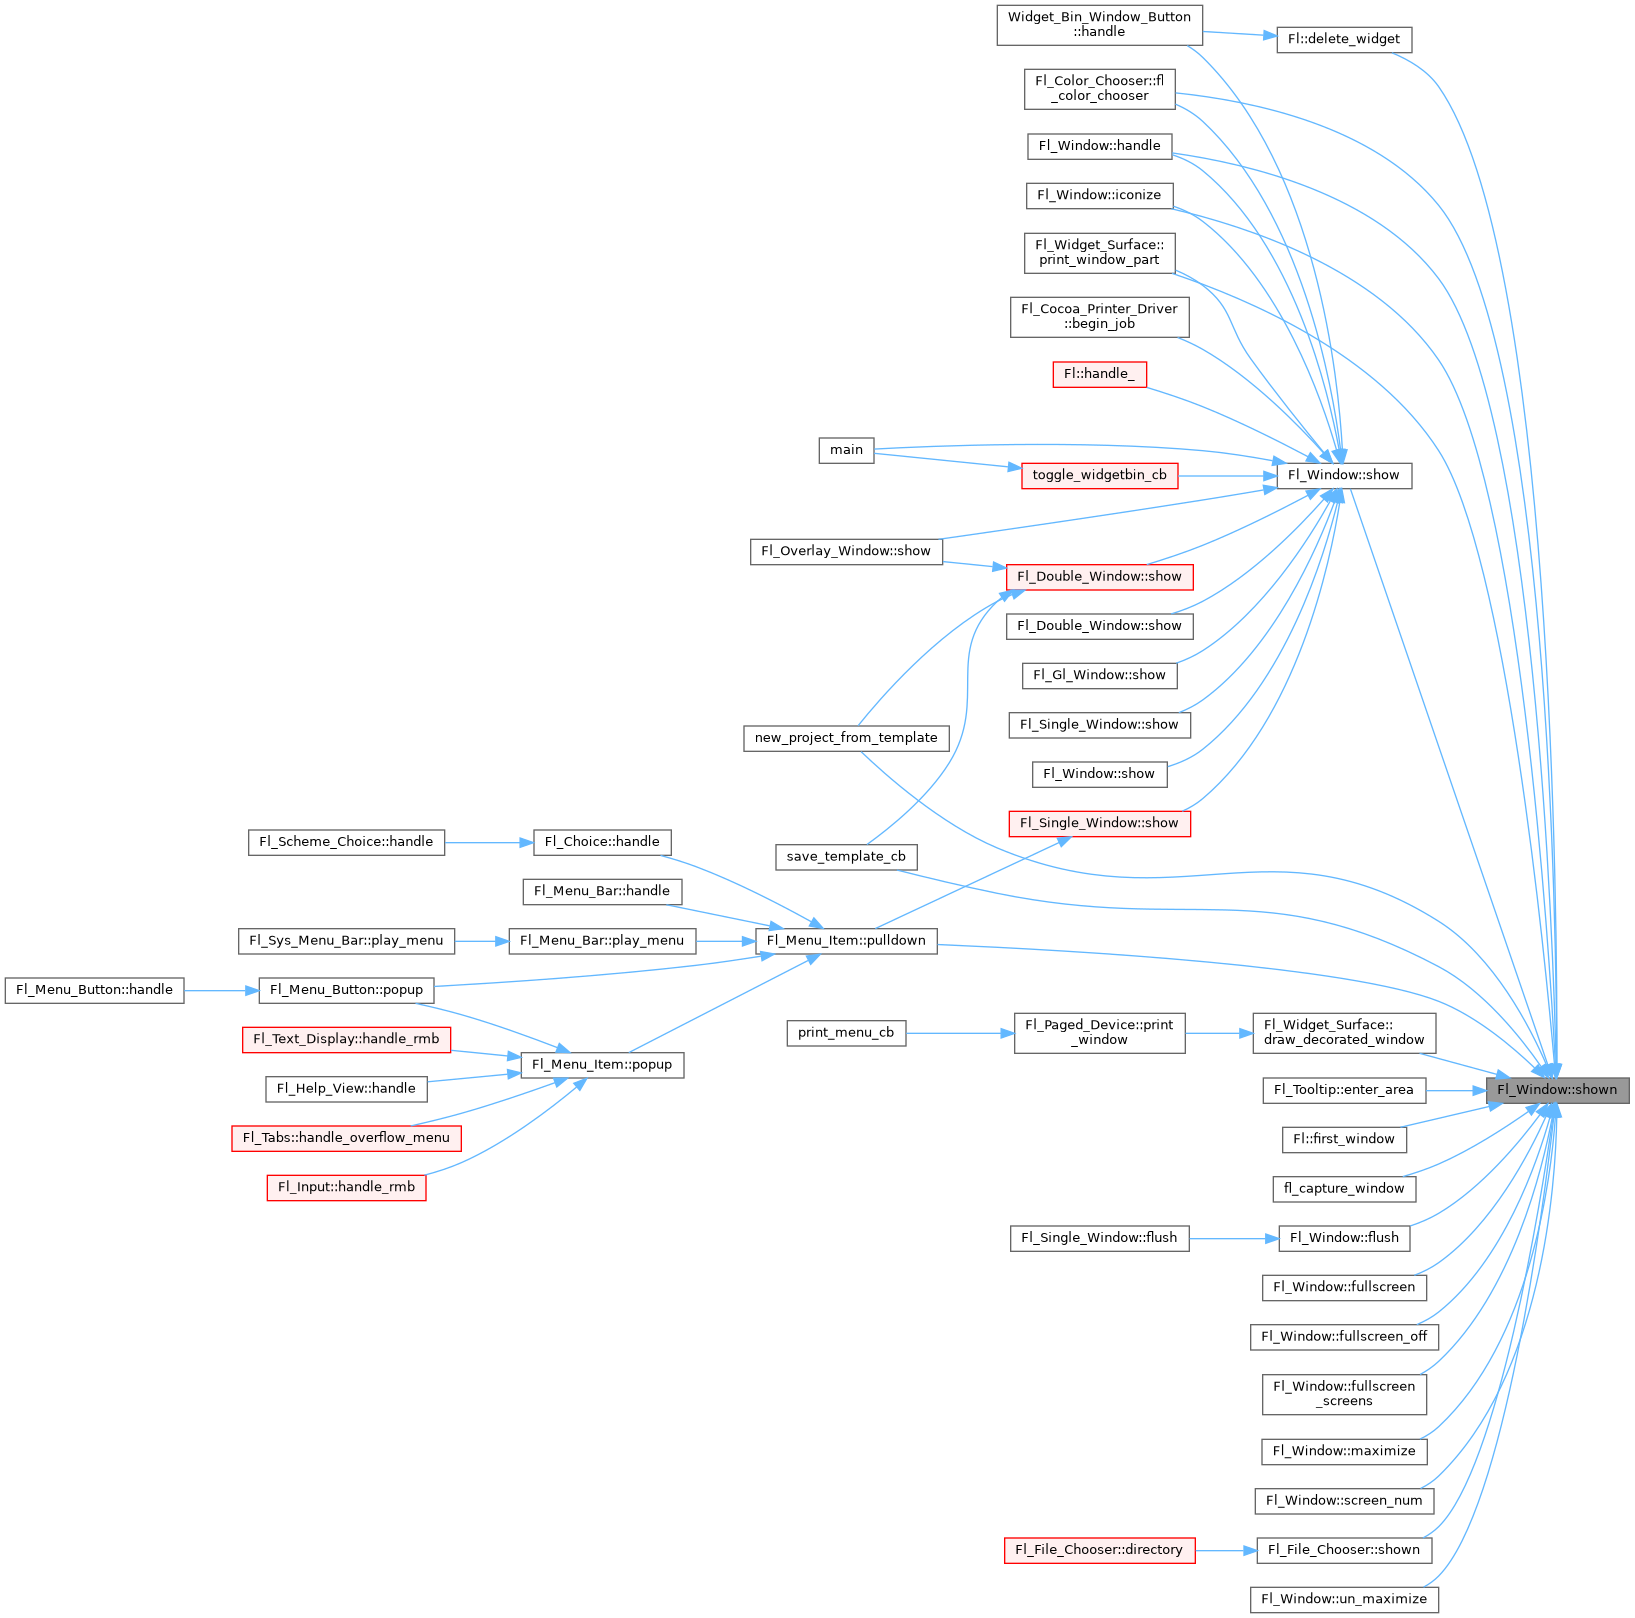 Widget_Bin_Window_Button
::handle
Fl::delete_widget
Fl_Color_Chooser::fl
_color_chooser
Fl_Window::handle
Fl_Window::iconize
Fl_Widget_Surface::
print_window_part
Fl_Cocoa_Printer_Driver
::begin_job
Fl::handle_
main
toggle_widgetbin_cb
Fl_Window::show
Fl_Overlay_Window::show
Fl_Double_Window::show
Fl_Double_Window::show
Fl_Gl_Window::show
Fl_Single_Window::show
new_project_from_template
Fl_Window::show
Fl_Single_Window::show
Fl_Scheme_Choice::handle
Fl_Choice::handle
save_template_cb
Fl_Menu_Bar::handle
Fl_Sys_Menu_Bar::play_menu
Fl_Menu_Bar::play_menu
Fl_Menu_Item::pulldown
Fl_Menu_Button::handle
Fl_Menu_Button::popup
Fl_Text_Display::handle_rmb
print_menu_cb
Fl_Paged_Device::print
_window
Fl_Widget_Surface::
draw_decorated_window
Fl_Menu_Item::popup
Fl_Help_View::handle
Fl_Tooltip::enter_area
Fl_Window::shown
Fl_Tabs::handle_overflow_menu
Fl::first_window
Fl_Input::handle_rmb
fl_capture_window
Fl_Single_Window::flush
Fl_Window::flush
Fl_Window::fullscreen
Fl_Window::fullscreen_off
Fl_Window::fullscreen
_screens
Fl_Window::maximize
Fl_Window::screen_num
Fl_File_Chooser::directory
Fl_File_Chooser::shown
Fl_Window::un_maximize